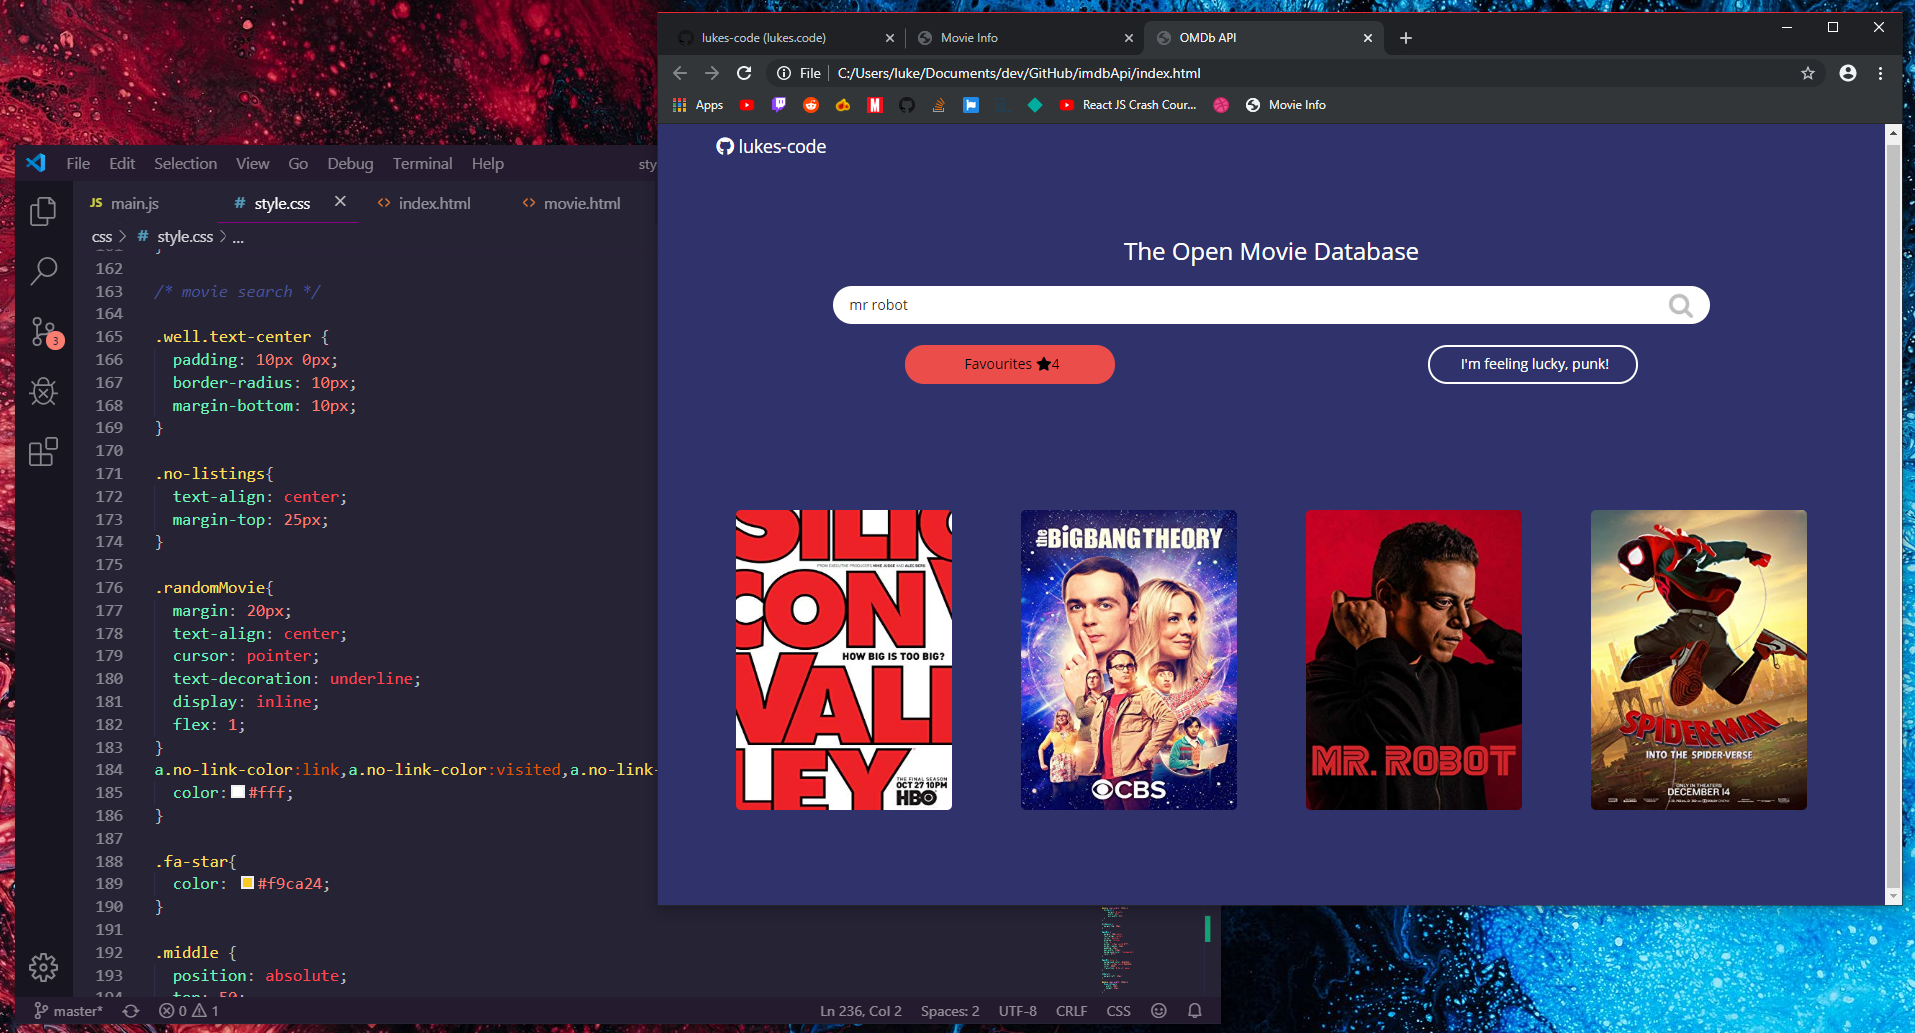 lukes-code (lukes.code)
Movie Info
OMDb API
File
C:/Users/luke/Documents/dev/GitHub/imdbApi/index.html
Apps
React JS Crash Cour...
Movie Info
lukes-code
The Open Movie Database
mr robot
Favourites ★4
I'm feeling lucky, punk!
SILICON VALLEY
HOW BIG IS TOO BIG?
THE FINAL SEASON
OCT 27 10PM
HBO
the BiGBANG THEORY
CBS
MR. ROBOT
SPIDER-MAN
INTO THE SPIDER-VERSE
ONLY IN THEATERS
DECEMBER 14
File Edit Selection View Go Debug Terminal Help
sty
JS main.js
# style.css
<> index.html
<> movie.html
css > # style.css > ...
3
162
163 /* movie search */
164
165 .well.text-center {
166 padding: 10px 0px;
167 border-radius: 10px;
168 margin-bottom: 10px;
169 }
170
171 .no-listings{
172 text-align: center;
173 margin-top: 25px;
174 }
175
176 .randomMovie{
177 margin: 20px;
178 text-align: center;
179 cursor: pointer;
180 text-decoration: underline;
181 display: inline;
182 flex: 1;
183 }
184 a.no-link-color:link,a.no-link-color:visited,a.no-link-
185 color: #fff;
186 }
187
188 .fa-star{
189 color: #f9ca24;
190 }
191
192 .middle {
193 position: absolute;
master* 0 1
Ln 236, Col 2 Spaces: 2 UTF-8 CRLF CSS